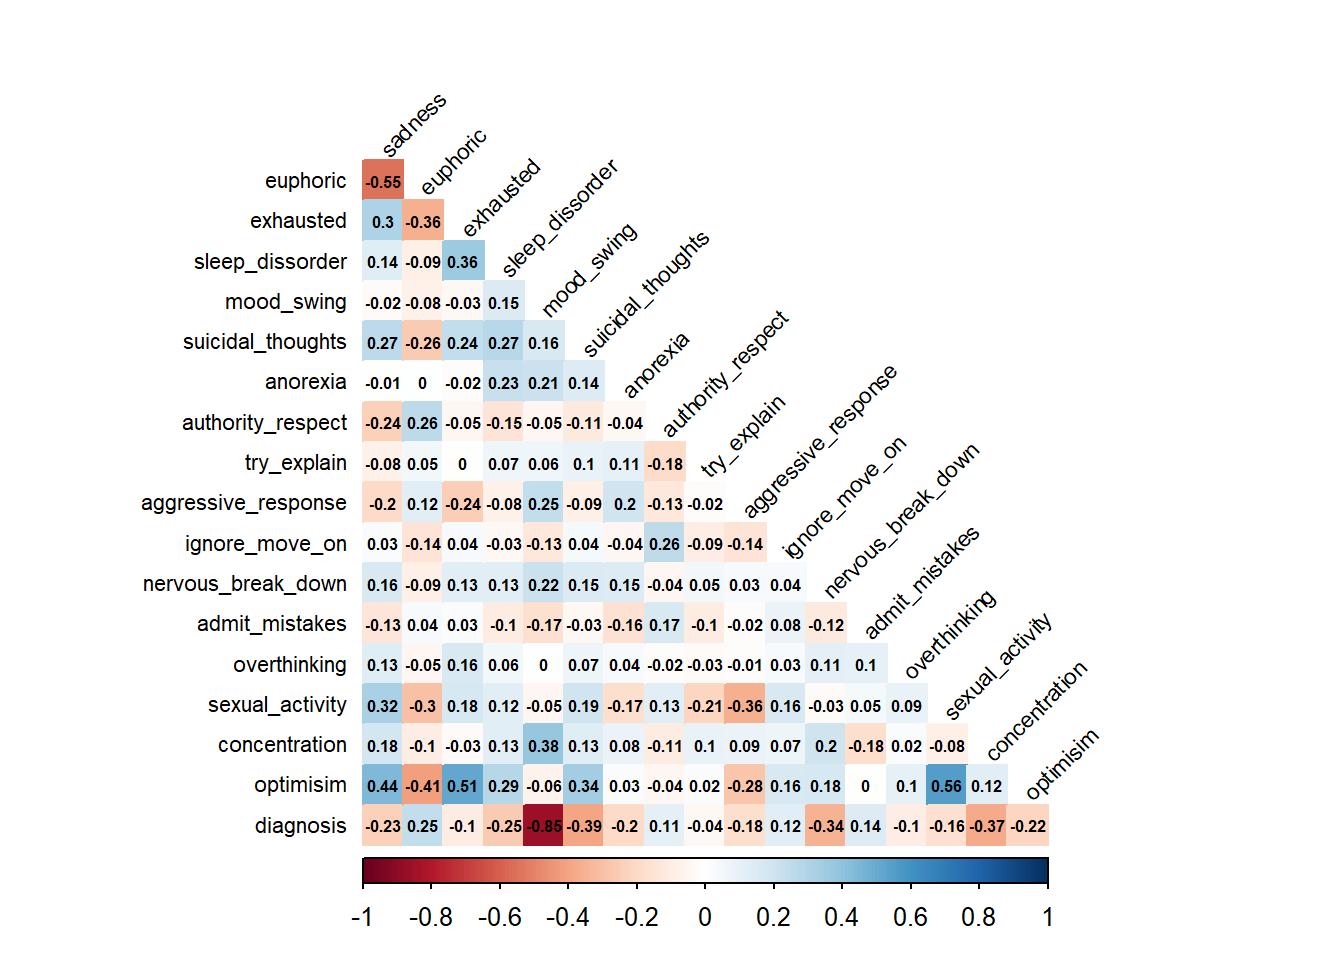 sadness
euphoric -0.55 euphoric
exhausted 0.3 -0.36 exhausted
sleep_dissorder 0.14 -0.09 0.36 sleep_dissorder
mood_swing -0.02 -0.08 -0.03 0.15 mood_swing
suicidal_thoughts 0.27 -0.26 0.24 0.27 0.16 suicidal_thoughts
anorexia -0.01 0 -0.02 0.23 0.21 0.14 anorexia
authority_respect -0.24 0.26 -0.05 -0.15 -0.05 -0.11 -0.04 authority_respect
try_explain -0.08 0.05 0 0.07 0.06 0.1 0.11 -0.18 try_explain
aggressive_response -0.2 0.12 -0.24 -0.08 0.25 -0.09 0.2 -0.13 -0.02 aggressive_response
ignore_move_on 0.03 -0.14 0.04 -0.03 -0.13 0.04 -0.04 0.26 -0.09 -0.14 ignore_move_on
nervous_break_down 0.16 -0.09 0.13 0.13 0.22 0.15 0.15 -0.04 0.05 0.03 0.04 nervous_break_down
admit_mistakes -0.13 0.04 0.03 -0.1 -0.17 -0.03 -0.16 0.17 -0.1 -0.02 0.08 -0.12 admit_mistakes
overthinking 0.13 -0.05 0.16 0.06 0 0.07 0.04 -0.02 -0.03 -0.01 0.03 0.11 0.1 overthinking
sexual_activity 0.32 -0.3 0.18 0.12 -0.05 0.19 -0.17 0.13 -0.21 -0.36 0.16 -0.03 0.05 0.09 sexual_activity
concentration 0.18 -0.1 -0.03 0.13 0.38 0.13 0.08 -0.11 0.1 0.09 0.07 0.2 -0.18 0.02 -0.08 concentration
optimisim 0.44 -0.41 0.51 0.29 -0.06 0.34 0.03 -0.04 0.02 -0.28 0.16 0.18 0 0.1 0.56 0.12 optimisim
diagnosis -0.23 0.25 -0.1 -0.25 -0.85 -0.39 -0.2 0.11 -0.04 -0.18 0.12 -0.34 0.14 -0.1 -0.16 -0.37 -0.22
-1 -0.8 -0.6 -0.4 -0.2 0 0.2 0.4 0.6 0.8 1